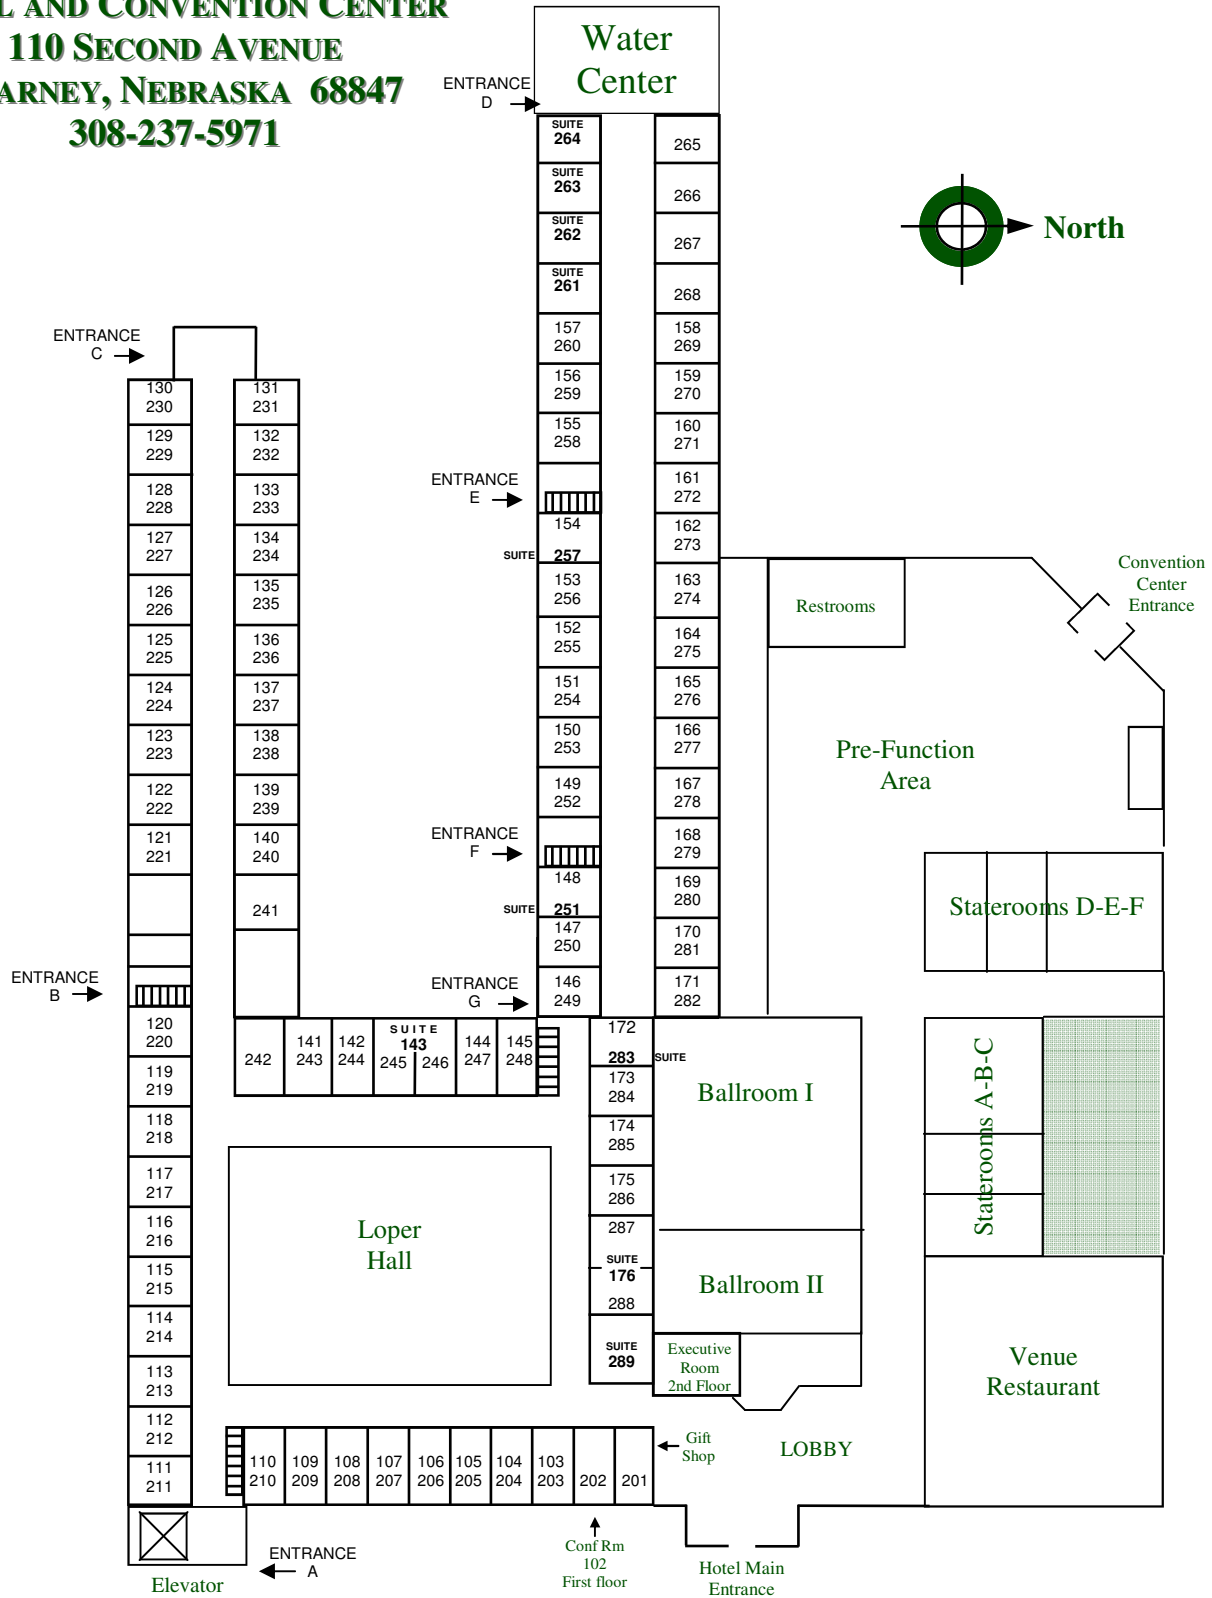 L AND CONVENTION CENTER
110 SECOND AVENUE
ARNEY, NEBRASKA 68847
308-237-5971
Water
Center
ENTRANCE
D
SUITE
264
265
SUITE
263
266
SUITE
262
267
SUITE
261
268
North
157
260
158
269
156
259
159
270
155
258
160
271
ENTRANCE
E
161
272
154
SUITE 257
162
273
153
256
163
274
152
255
164
275
151
254
165
276
150
253
166
277
149
252
167
278
ENTRANCE
F
168
279
148
SUITE 251
169
280
147
250
170
281
ENTRANCE
G
146
249
171
282
ENTRANCE
C
130
230
131
231
129
229
132
232
128
228
133
233
127
227
134
234
126
226
135
235
125
225
136
236
124
224
137
237
123
223
138
238
122
222
139
239
121
221
140
240
241
ENTRANCE
B
120
220
119
219
118
218
117
217
116
216
115
215
114
214
113
213
112
212
111
211
242
141
243
142
244
SUITE
143
245 246
144
247
145
248
172
283 SUITE
173
284
174
285
175
286
287
SUITE
176
288
SUITE
289
Loper
Hall
Restrooms
Convention
Center
Entrance
Pre-Function
Area
Staterooms D-E-F
Staterooms A-B-C
Ballroom I
Ballroom II
Executive
Room
2nd Floor
Venue
Restaurant
Gift
Shop
LOBBY
110
210
109
209
108
208
107
207
106
206
105
205
104
204
103
203
202
201
Elevator
ENTRANCE
A
Conf Rm
102
First floor
Hotel Main
Entrance